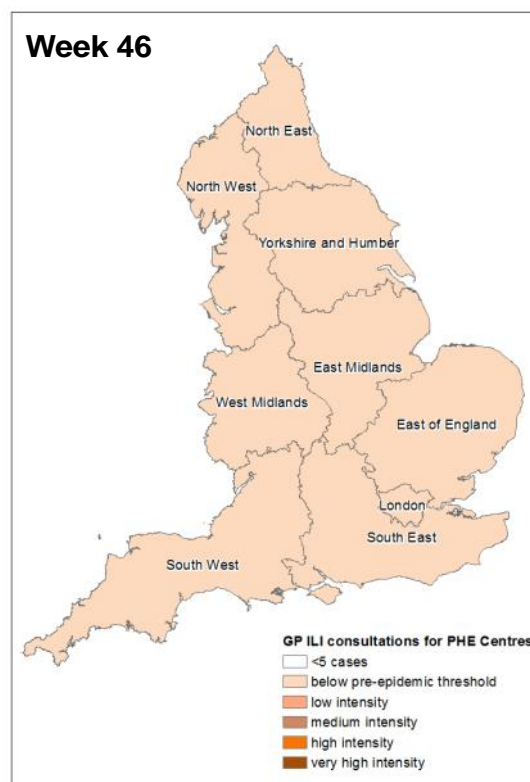 Week 46
North East
North West
Yorkshire and Humber
East Midlands
West Midlands
East of England
London
South East
South West
GP ILI consultations for PHE Centres
<5 cases
below pre-epidemic threshold
low intensity
medium intensity
high intensity
very high intensity